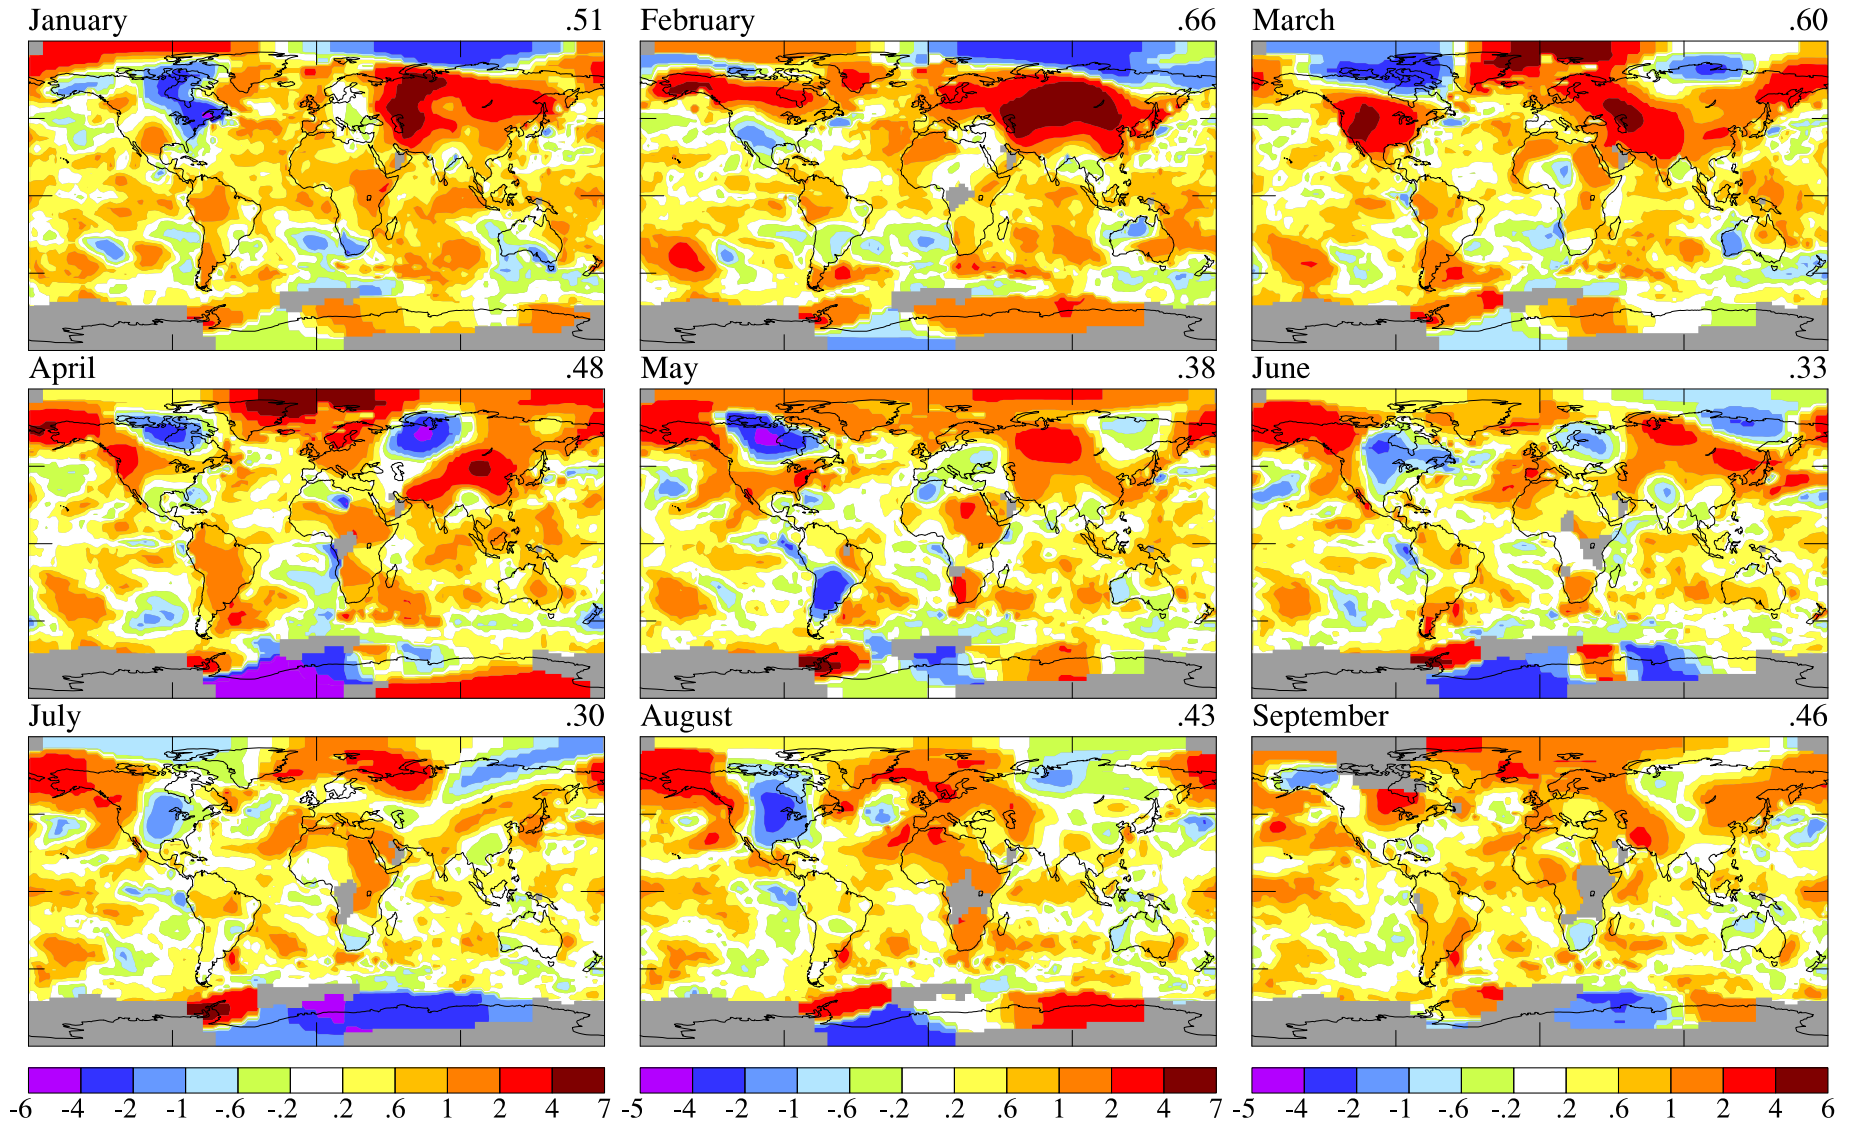 January .51 February .66 March .60
April .48 May .38 June .33
July .30 August .43 September .46
-6 -4 -2 -1 -.6 -.2 .2 .6 1 2 4 7 -5 -4 -2 -1 -.6 -.2 .2 .6 1 2 4 7 -5 -4 -2 -1 -.6 -.2 .2 .6 1 2 4 6